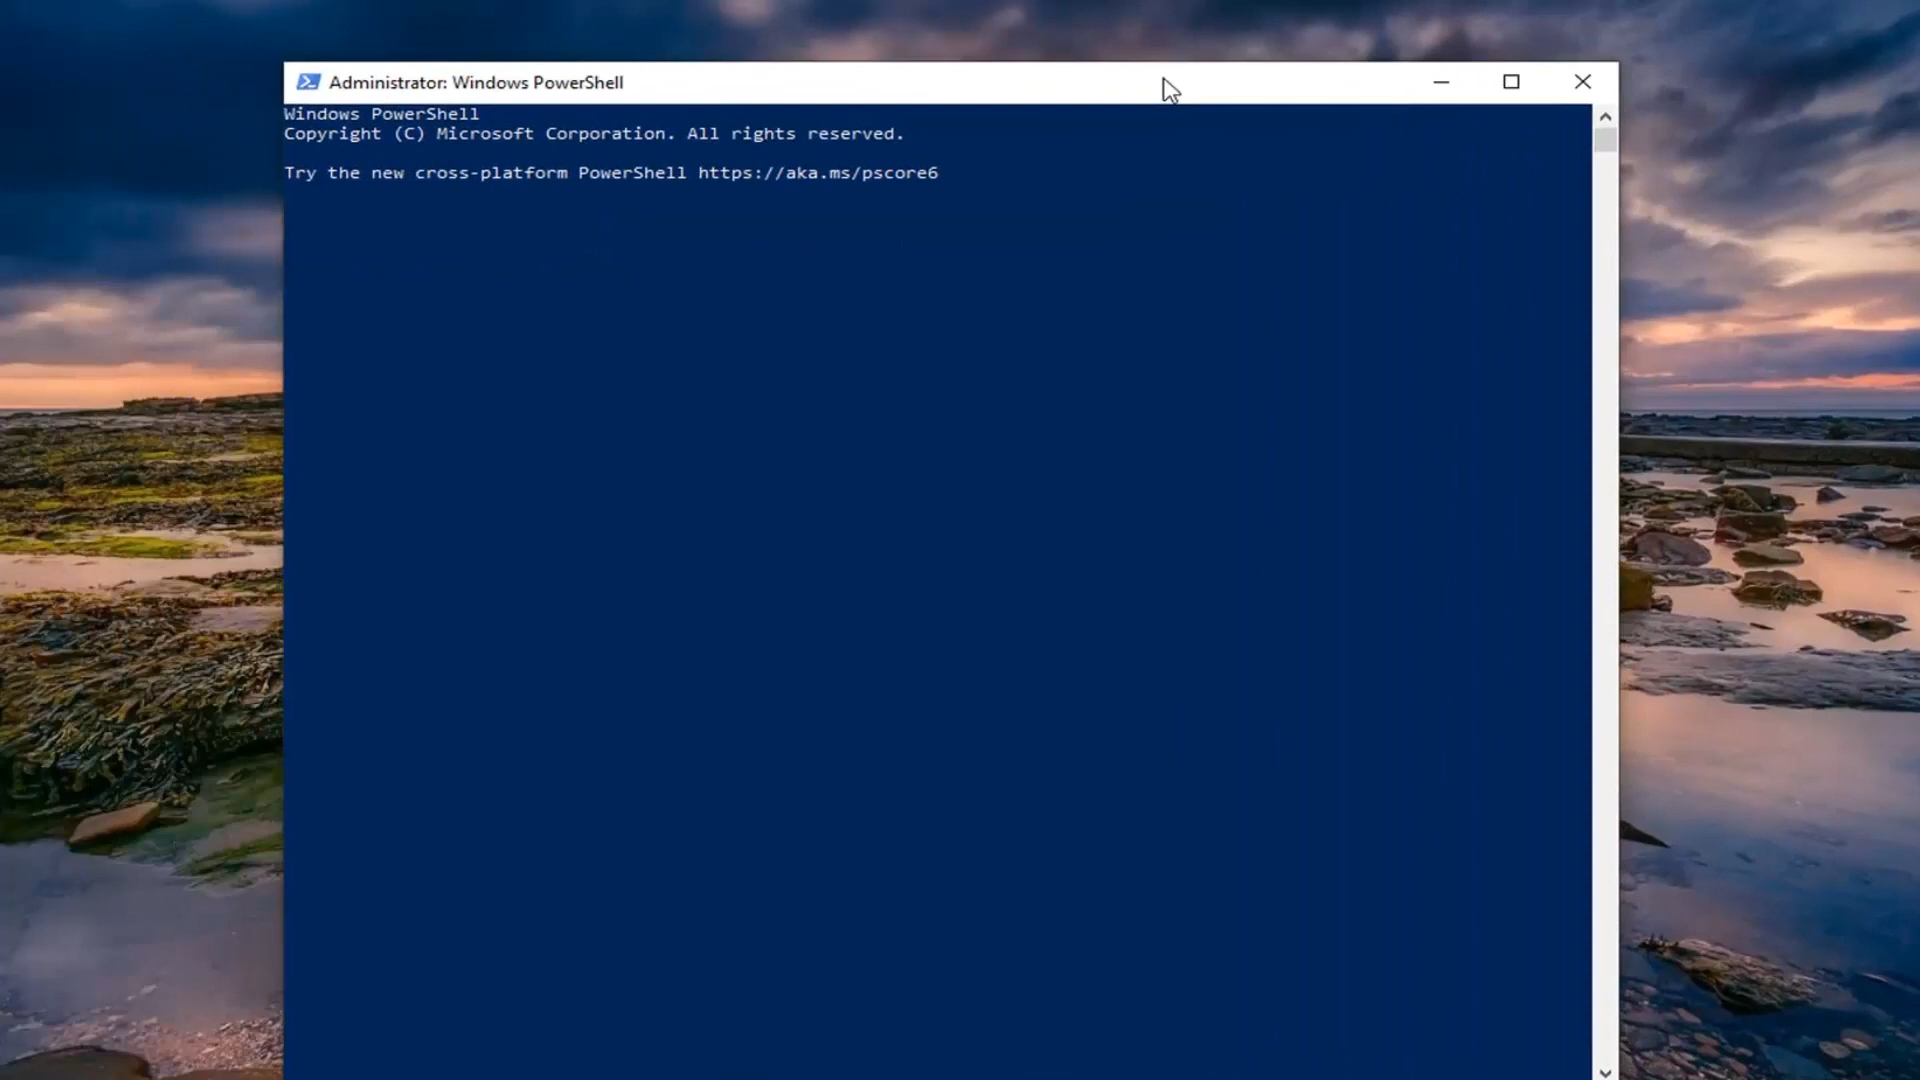 Administrator: Windows PowerShell
Windows PowerShell
Copyright (C) Microsoft Corporation. All rights reserved.
Try the new cross-platform PowerShell https://aka.ms/pscore6